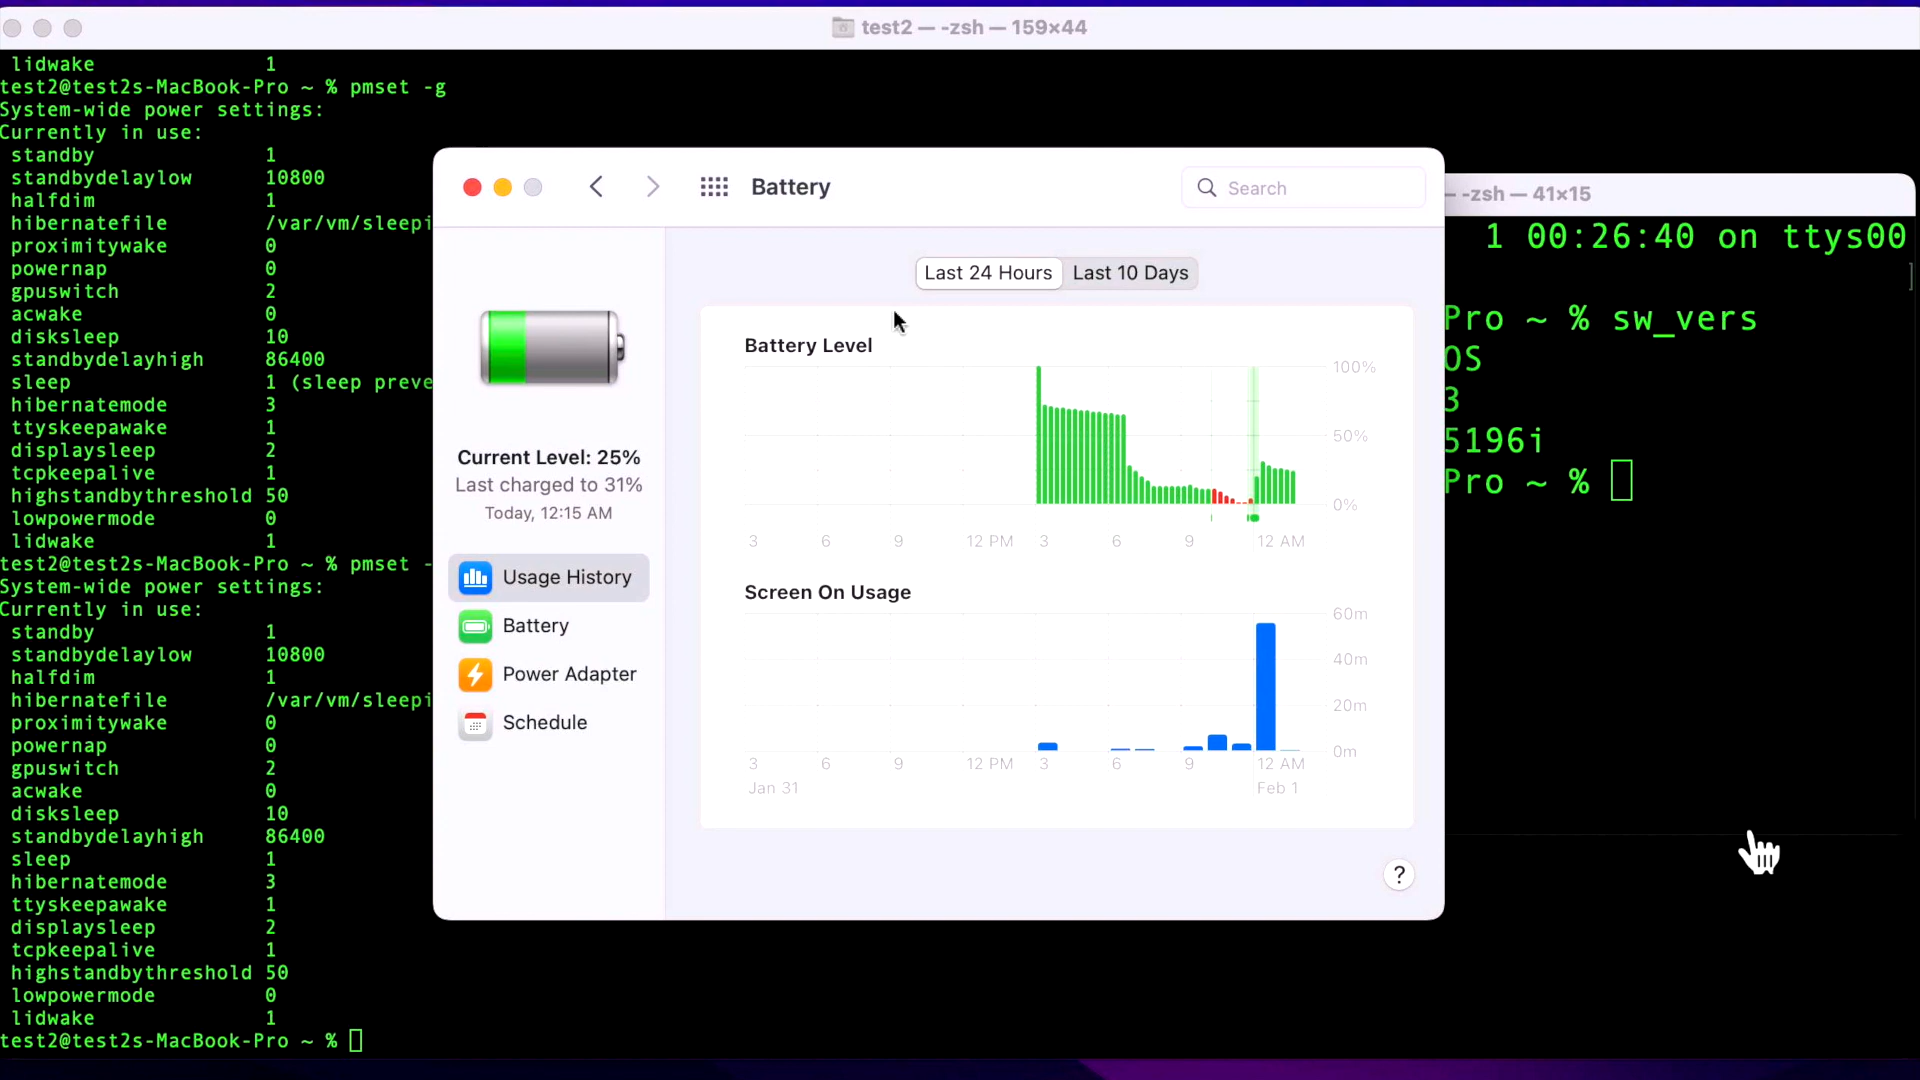 test2 — -zsh — 159×44
lidwake 1
test2@test2s-MacBook-Pro ~ % pmset -g
System-wide power settings:
Currently in use:
standby 1
standbydelaylow 10800
halfdim 1
hibernatefile /var/vm/sleepi
proximitywake 0
powernap 0
gpuswitch 2
acwake 0
disksleep 10
standbydelayhigh 86400
sleep 1 (sleep preve
hibernatemode 3
ttyskeepawake 1
displaysleep 2
tcpkeepalive 1
highstandbythreshold 50
lowpowermode 0
lidwake 1
test2@test2s-MacBook-Pro ~ % pmset -
System-wide power settings:
Currently in use:
standby 1
standbydelaylow 10800
halfdim 1
hibernatefile /var/vm/sleepi
proximitywake 0
powernap 0
gpuswitch 2
acwake 0
disksleep 10
standbydelayhigh 86400
sleep 1
hibernatemode 3
ttyskeepawake 1
displaysleep 2
tcpkeepalive 1
highstandbythreshold 50
lowpowermode 0
lidwake 1
test2@test2s-MacBook-Pro ~ %
Battery
Search
Current Level: 25%
Last charged to 31%
Today, 12:15 AM
Usage History
Battery
Power Adapter
Schedule
Last 24 Hours Last 10 Days
Battery Level
100%
50%
0%
3 6 9 12 PM 3 6 9 12 AM
Screen On Usage
60m
40m
20m
0m
3 6 9 12 PM 3 6 9 12 AM
Jan 31 Feb 1
?
— -zsh — 41×15
1 00:26:40 on ttys00
]
Pro ~ % sw_vers
OS
3
5196i
Pro ~ %